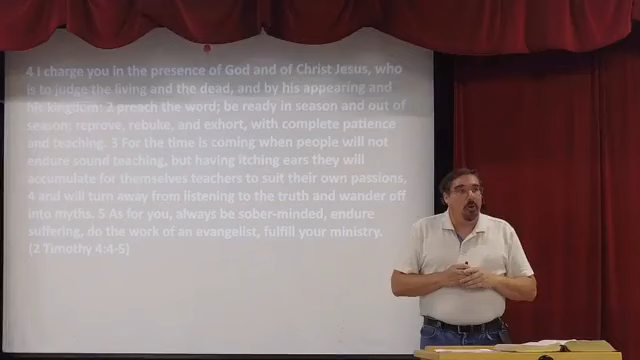 4 I charge you in the presence of God and of Christ Jesus, who
is to judge the living and the dead, and by his appearing and
his kingdom: 2 preach the word; be ready in season and out of
season; reprove, rebuke, and exhort, with complete patience
and teaching. 3 For the time is coming when people will not
endure sound teaching, but having itching ears they will
accumulate for themselves teachers to suit their own passions,
4 and will turn away from listening to the truth and wander off
into myths. 5 As for you, always be sober-minded, endure
suffering, do the work of an evangelist, fulfill your ministry.
(2 Timothy 4:4-5)